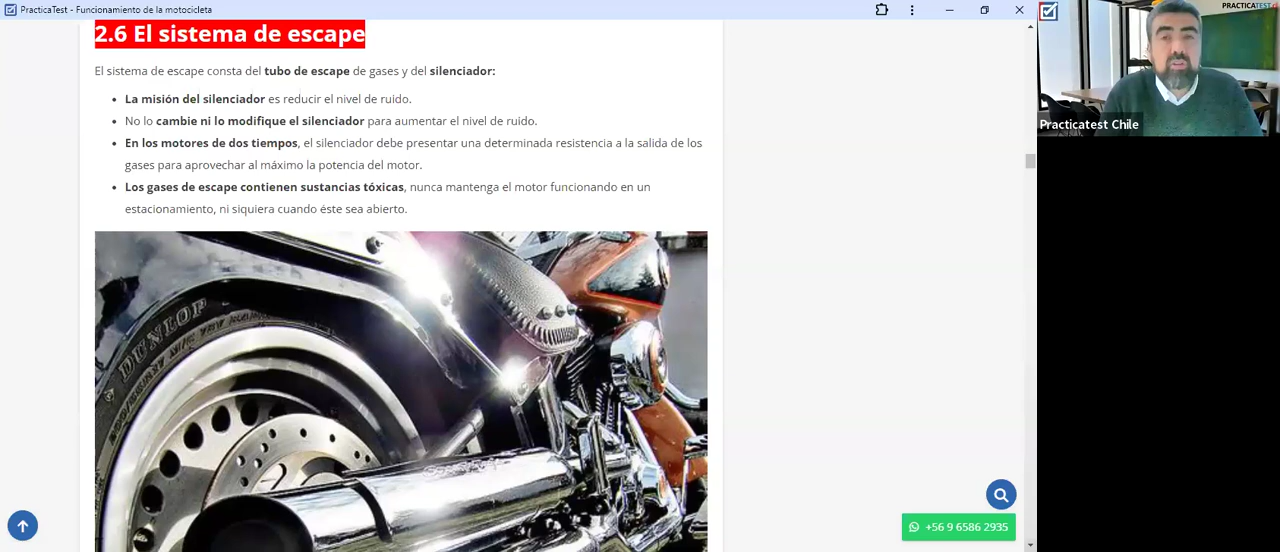 PracticaTest - Funcionamiento de la motocicleta
2.6 El sistema de escape
El sistema de escape consta del tubo de escape de gases y del silenciador:
• La misión del silenciador es reducir el nivel de ruido.
• No lo cambie ni lo modifique el silenciador para aumentar el nivel de ruido.
• En los motores de dos tiempos, el silenciador debe presentar una determinada resistencia a la salida de los
gases para aprovechar al máximo la potencia del motor.
• Los gases de escape contienen sustancias tóxicas, nunca mantenga el motor funcionando en un
estacionamiento, ni siquiera cuando éste sea abierto.
DUNLOP
+56 9 6586 2935
PRACTICATEST
Practicatest Chile